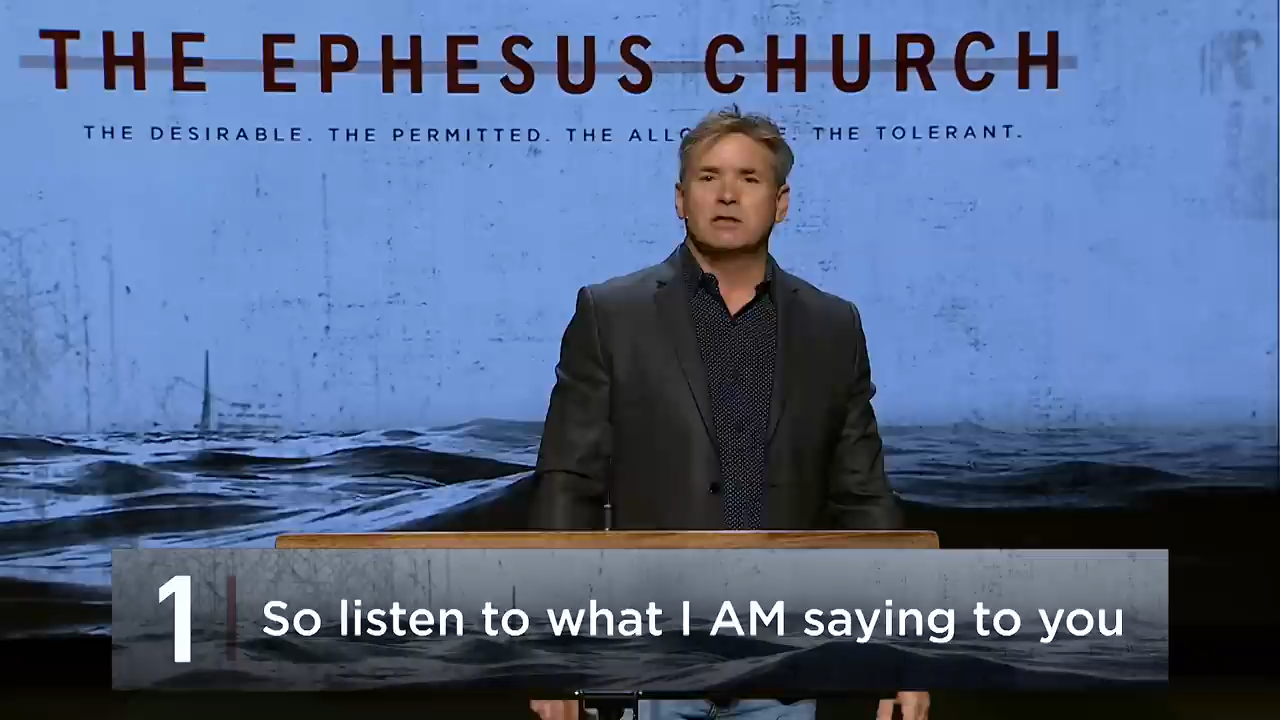 THE EPHESUS CHURCH
THE DESIRABLE. THE PERMITTED. THE THE TOLERANT.
1
So listen to what I AM saying to you